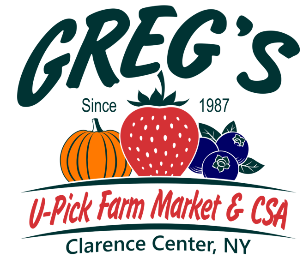 GREG'S
Since 1987
U-Pick Farm Market & CSA
Clarence Center, NY